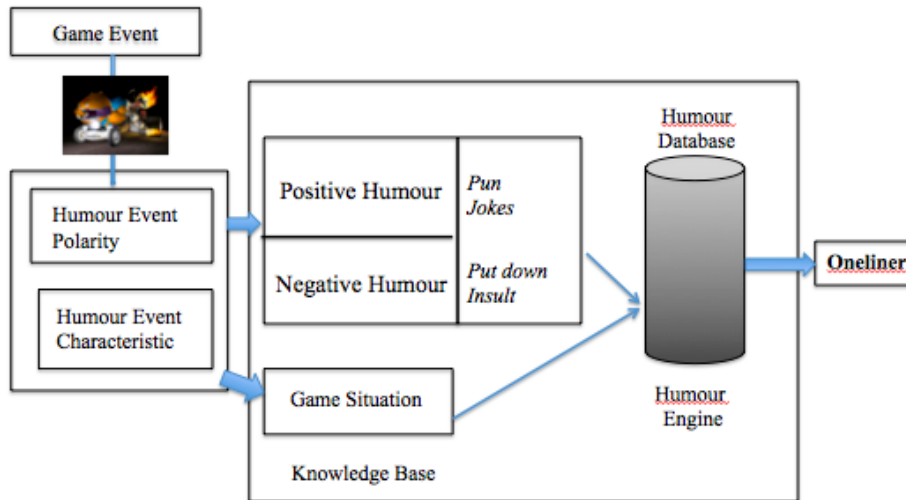 Game Event
Humour Event
Polarity
Humour Event
Characteristic
Positive Humour
Pun
Jokes
Negative Humour
Put down
Insult
Game Situation
Knowledge Base
Humour
Database
Humour
Engine
Oneliner